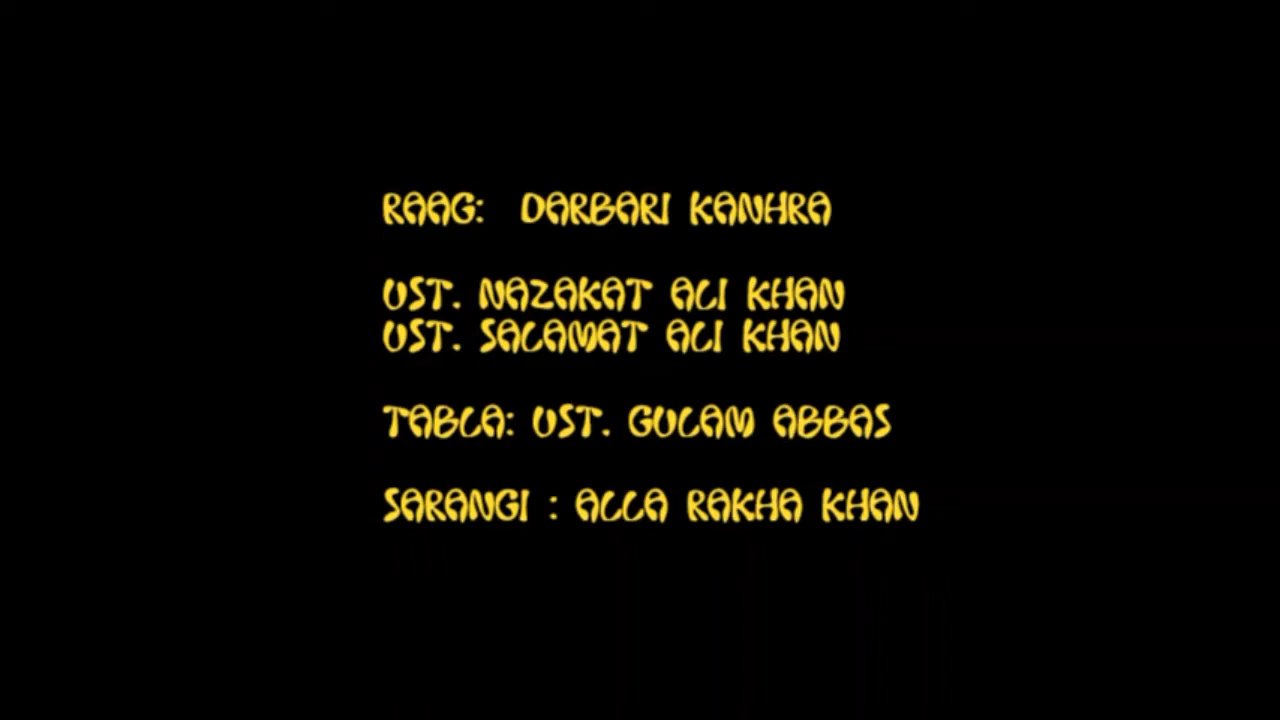 RAAG: DARBARI KANHRA
UST. NAZAKAT ALI KHAN
UST. SALAMAT ALI KHAN
TABLA: UST. GULAM ABBAS
SARANGI : ALLA RAKHA KHAN